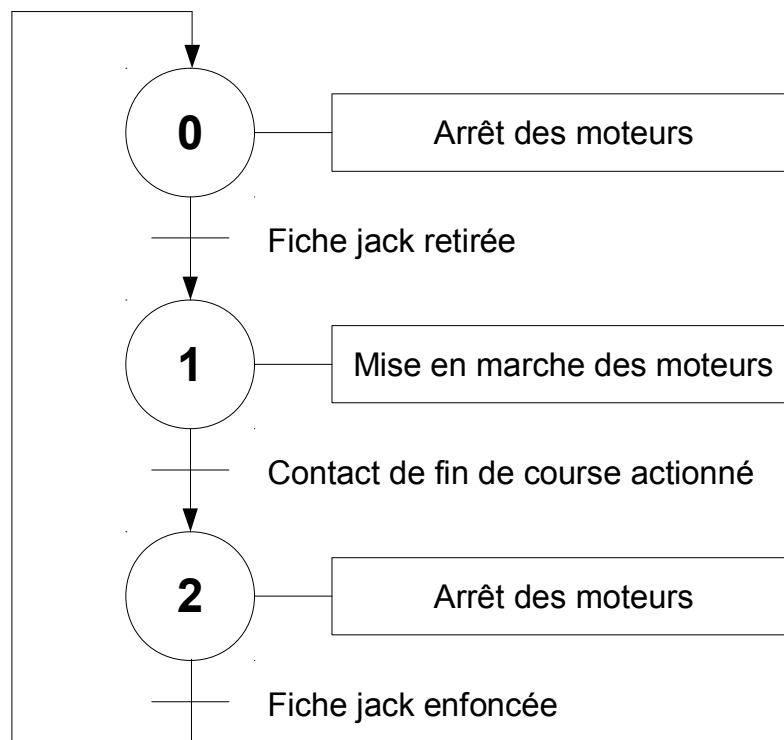 0
Arrêt des moteurs
Fiche jack retirée
1
Mise en marche des moteurs
Contact de fin de course actionné
2
Arrêt des moteurs
Fiche jack enfoncée